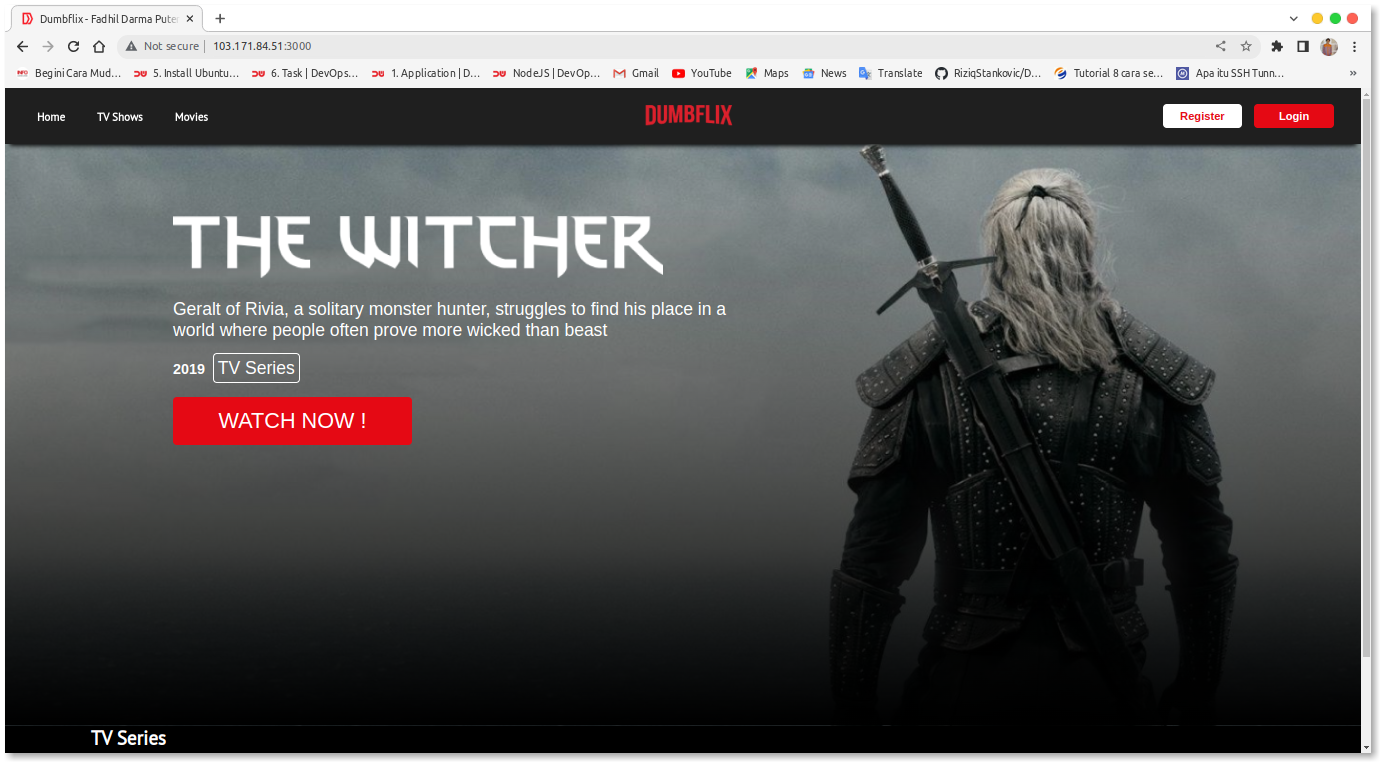 Dumbflix - Fadhil Darma Puter
Not secure | 103.171.84.51:3000
Begini Cara Mud... 5. Install Ubuntu... 6. Task | DevOps... 1. Application | D... NodeJS | DevOp... Gmail YouTube Maps News Translate RiziqStankovic/D... Tutorial 8 cara se... Apa itu SSH Tunn... »
Home TV Shows Movies DUMBFLIX Register Login
THE WITCHER
Geralt of Rivia, a solitary monster hunter, struggles to find his place in a
world where people often prove more wicked than beast
2019 TV Series
WATCH NOW !
TV Series